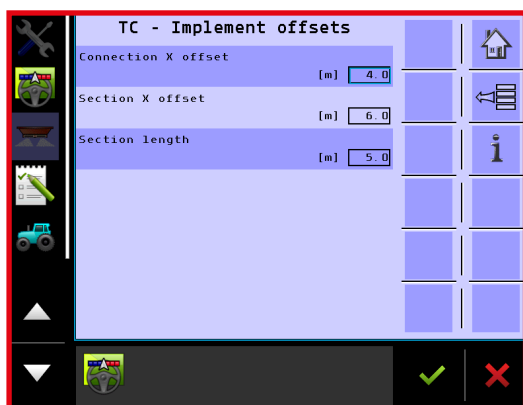 TC - Implement offsets
Connection X offset
[m] 4.0
Section X offset
[m] 6.0
Section length
[m] 5.0